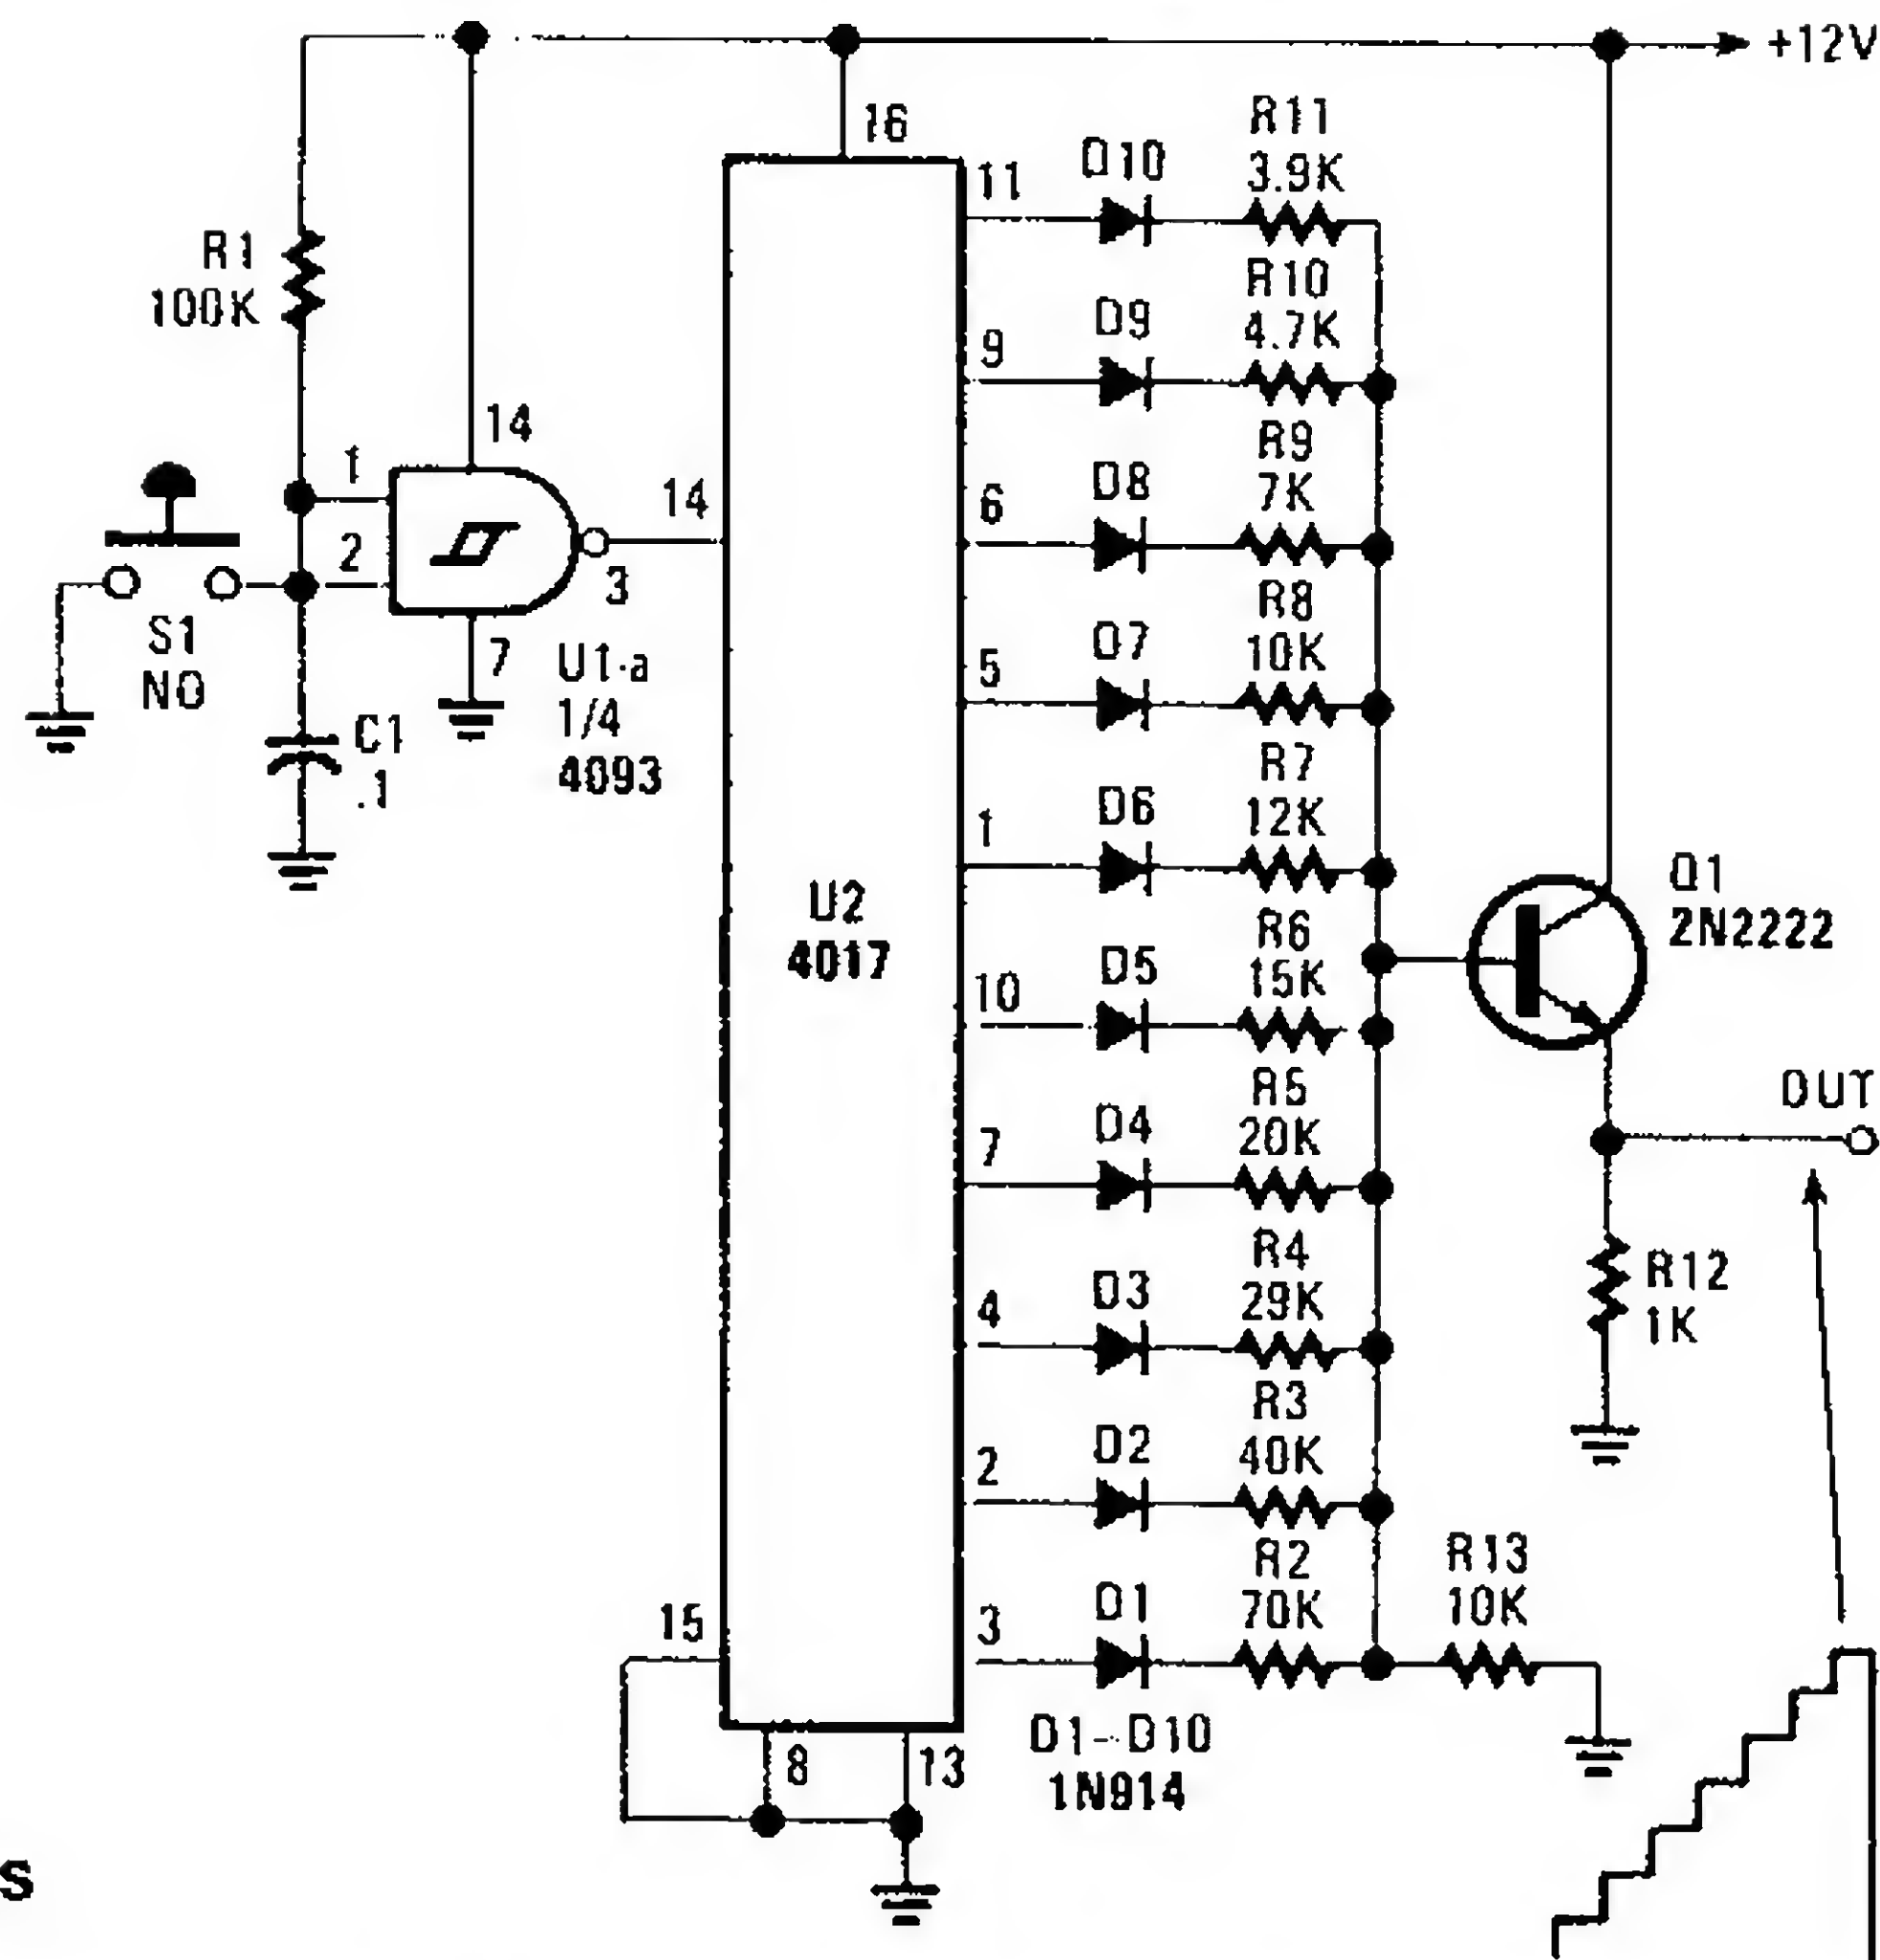 +12V
16
R11
3.9K
D10
11
R1
100K
R10
4.7K
D9
9
14
R9
7K
D8
6
1
14
2
3
S1
NO
7
U1-a
1/4
4093
R8
10K
D7
5
C1
.1
R7
12K
D6
1
U2
4017
Q1
2N2222
R6
15K
D5
10
OUT
R5
20K
D4
7
R4
29K
D3
4
R12
1K
R3
40K
D2
2
R2
70K
D1
3
R13
10K
15
8
13
D1-D10
1N914
S